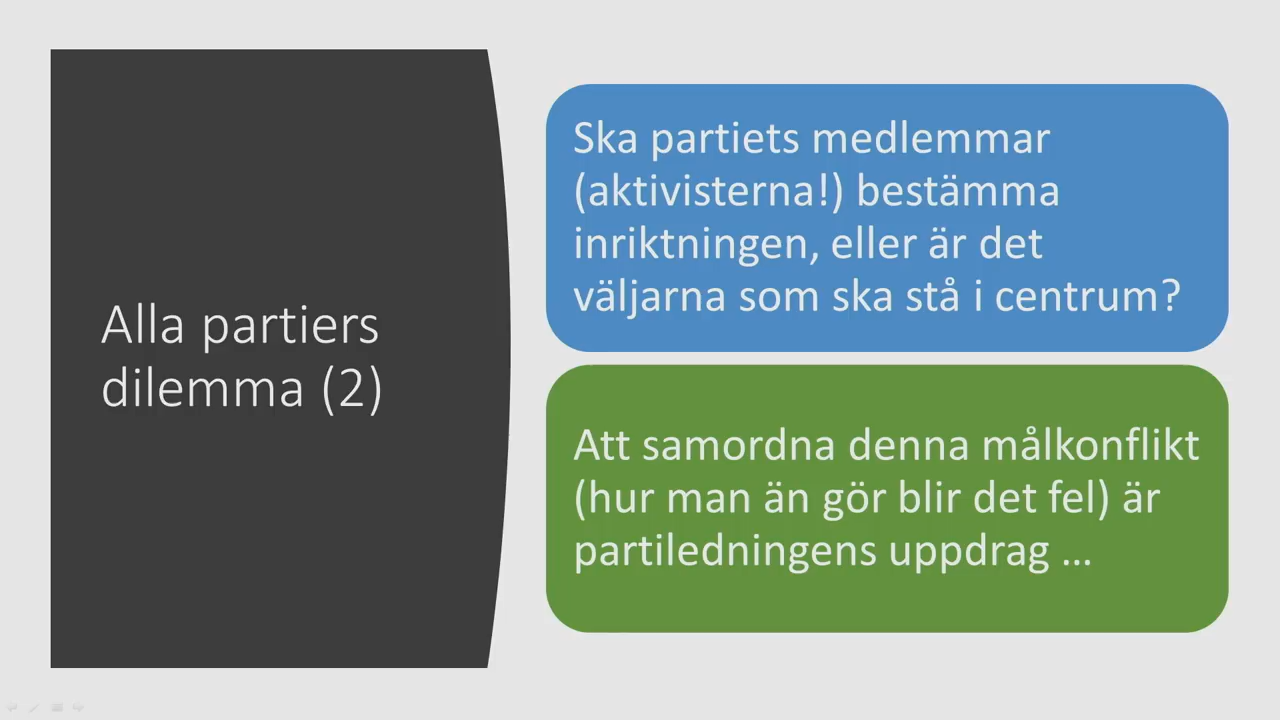 Alla partiers
dilemma (2)
Ska partiets medlemmar
(aktivisterna!) bestämma
inriktningen, eller är det
väljarna som ska stå i centrum?
Att samordna denna målkonflikt
(hur man än gör blir det fel) är
partiledningens uppdrag ...